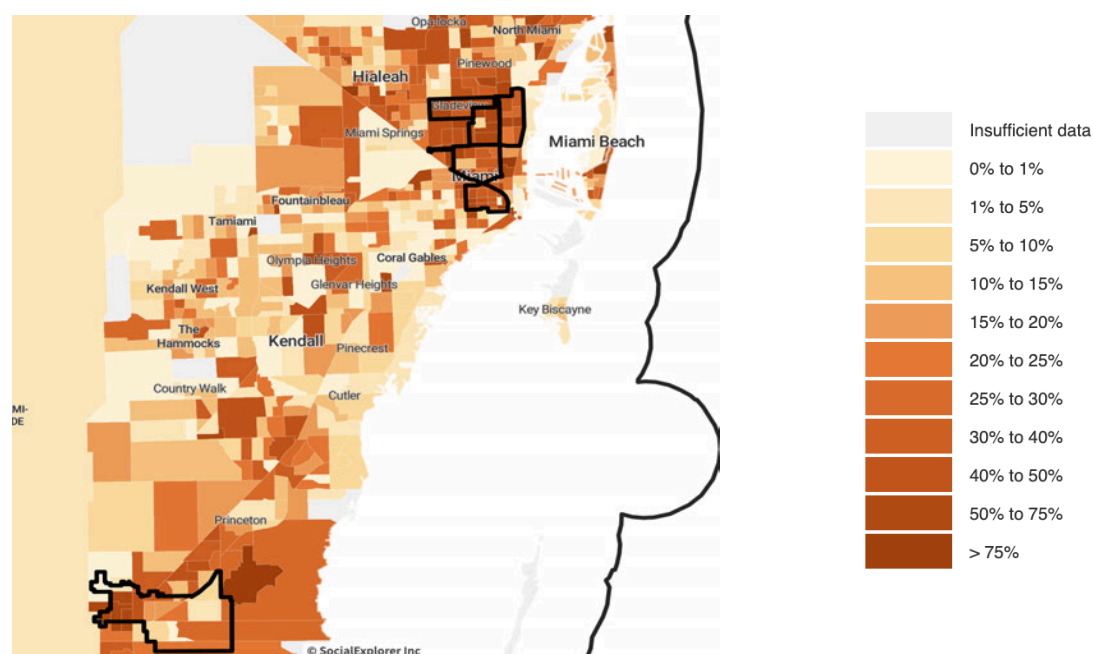 Opa-locka
North Miami
Pinewood
Hialeah
Gladeview
Miami Springs
Miami Beach
Miami
Fountainbleau
Tamiami
Olympia Heights
Coral Gables
Glenvar Heights
Kendall West
Key Biscayne
The
Hammocks
Kendall
Pinecrest
Country Walk
Cutler
MI-
DE
Princeton
© SocialExplorer Inc
Insufficient data
0% to 1%
1% to 5%
5% to 10%
10% to 15%
15% to 20%
20% to 25%
25% to 30%
30% to 40%
40% to 50%
50% to 75%
> 75%